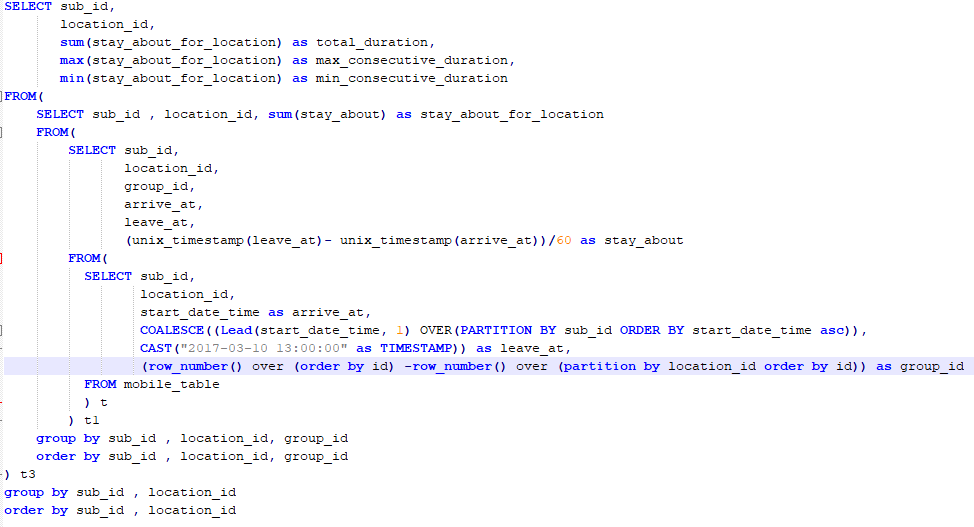 SELECT sub_id,
location_id,
sum(stay_about_for_location) as total_duration,
max(stay_about_for_location) as max_consecutive_duration,
min(stay_about_for_location) as min_consecutive_duration
FROM(
SELECT sub_id , location_id, sum(stay_about) as stay_about_for_location
FROM(
SELECT sub_id,
location_id,
group_id,
arrive_at,
leave_at,
(unix_timestamp(leave_at)- unix_timestamp(arrive_at))/60 as stay_about
FROM(
SELECT sub_id,
location_id,
start_date_time as arrive_at,
COALESCE((Lead(start_date_time, 1) OVER(PARTITION BY sub_id ORDER BY start_date_time asc)),
CAST("2017-03-10 13:00:00" as TIMESTAMP)) as leave_at,
(row_number() over (order by id) -row_number() over (partition by location_id order by id)) as group_id
FROM mobile_table
) t
) t1
group by sub_id , location_id, group_id
order by sub_id , location_id, group_id
) t3
group by sub_id , location_id
order by sub_id , location_id